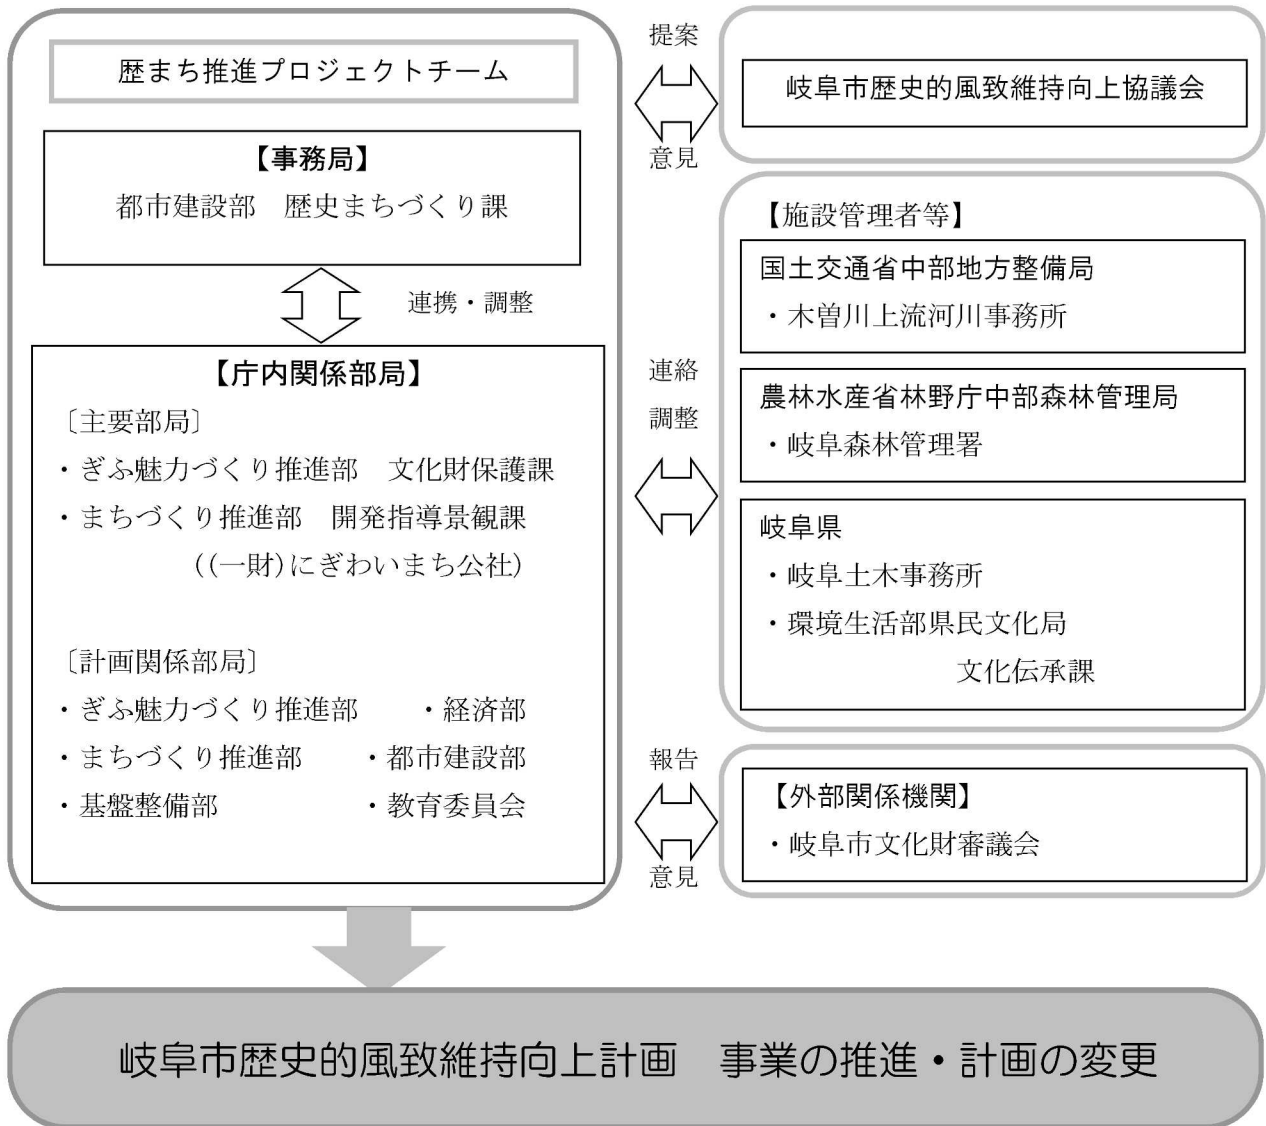 歴まち推進プロジェクトチーム
【事務局】
都市建設部　歴史まちづくり課
連携・調整
【庁内関係部局】
〔主要部局〕
・ぎふ魅力づくり推進部　文化財保護課
・まちづくり推進部　開発指導景観課
((一財)にぎわいまち公社)
〔計画関係部局〕
・ぎふ魅力づくり推進部　　・経済部
・まちづくり推進部　　・都市建設部
・基盤整備部　　・教育委員会
提案
意見
岐阜市歴史的風致維持向上協議会
連絡
調整
【施設管理者等】
国土交通省中部地方整備局
・木曽川上流河川事務所
農林水産省林野庁中部森林管理局
・岐阜森林管理署
岐阜県
・岐阜土木事務所
・環境生活部県民文化局
文化伝承課
報告
意見
【外部関係機関】
・岐阜市文化財審議会
岐阜市歴史的風致維持向上計画　事業の推進・計画の変更